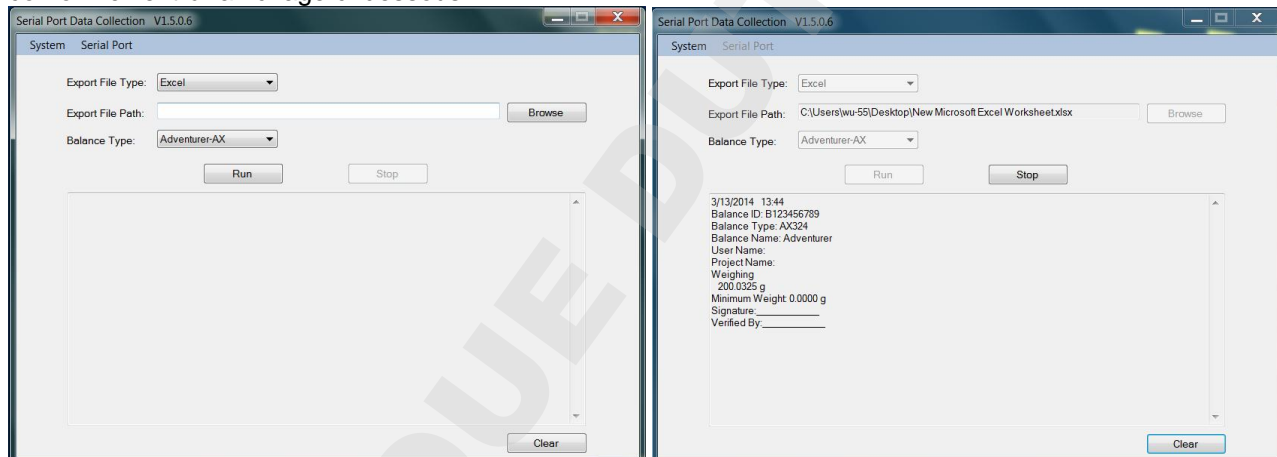 Serial Port Data Collection V1.5.0.6
System Serial Port
Export File Type: Excel
Export File Path: Browse
Balance Type: Adventurer-AX
Run Stop
Clear
Serial Port Data Collection V1.5.0.6
System Serial Port
Export File Type: Excel
Export File Path: C:\Users\wu-55\Desktop\New Microsoft Excel Worksheet.xlsx Browse
Balance Type: Adventurer-AX
Run Stop
3/13/2014 13:44
Balance ID: B123456789
Balance Type: AX324
Balance Name: Adventurer
User Name:
Project Name:
Weighing
200.0325 g
Minimum Weight: 0.0000 g
Signature:___________
Verified By:___________
Clear
DUE
DU